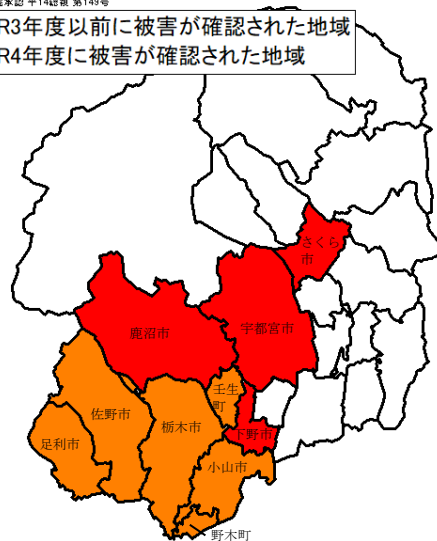 R3年度以前に被害が確認された地域
R4年度に被害が確認された地域
さくら
市
鹿沼市
宇都宮市
壬生
町
佐野市
栃木市
下野市
足利市
小山市
野木町